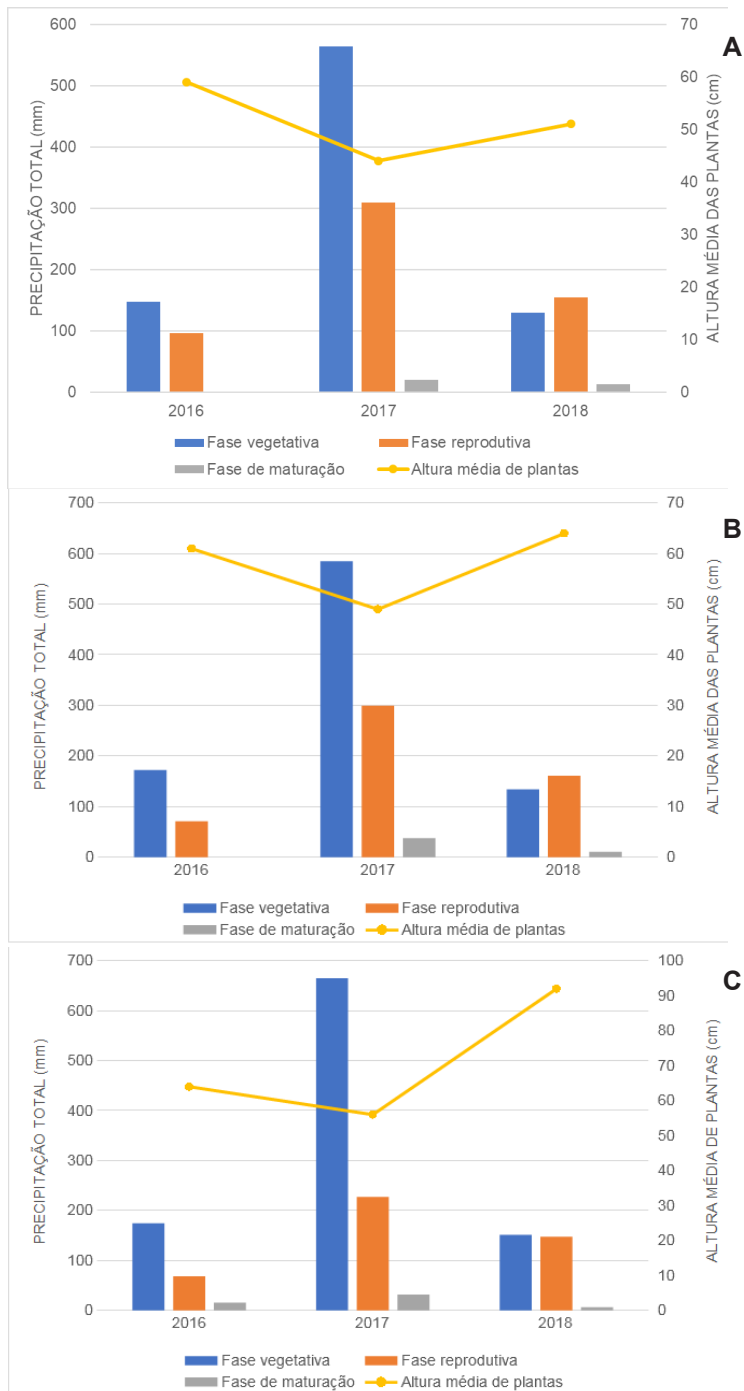 A
PRECIPITAÇÃO TOTAL (mm)
600
500
400
300
200
100
0
70
60
50
40
30
20
10
0
ALTURA MÉDIA DAS PLANTAS (cm)
2016 2017 2018
Fase vegetativa Fase reprodutiva
Fase de maturação Altura média de plantas
B
PRECIPITAÇÃO TOTAL (mm)
700
600
500
400
300
200
100
0
70
60
50
40
30
20
10
0
ALTURA MÉDIA DAS PLANTAS (cm)
2016 2017 2018
Fase vegetativa Fase reprodutiva
Fase de maturação Altura média de plantas
C
PRECIPITAÇÃO TOTAL (mm)
700
600
500
400
300
200
100
0
100
90
80
70
60
50
40
30
20
10
0
ALTURA MÉDIA DE PLANTAS (cm)
2016 2017 2018
Fase vegetativa Fase reprodutiva
Fase de maturação Altura média de plantas